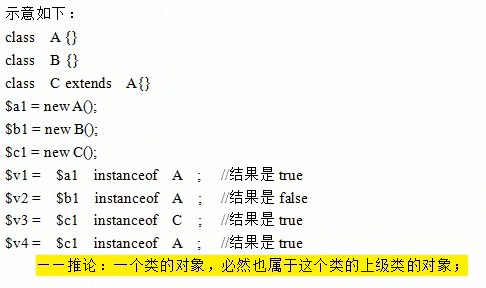 示意如下：
class A {}
class B {}
class C extends A{}
$a1 = new A();
$b1 = new B();
$c1 = new C();
$v1 = $a1 instanceof A ; //结果是 true
$v2 = $b1 instanceof A ; //结果是 false
$v3 = $c1 instanceof C ; //结果是 true
$v4 = $c1 instanceof A ; //结果是 true
－－推论：一个类的对象，必然也属于这个类的上级类的对象；